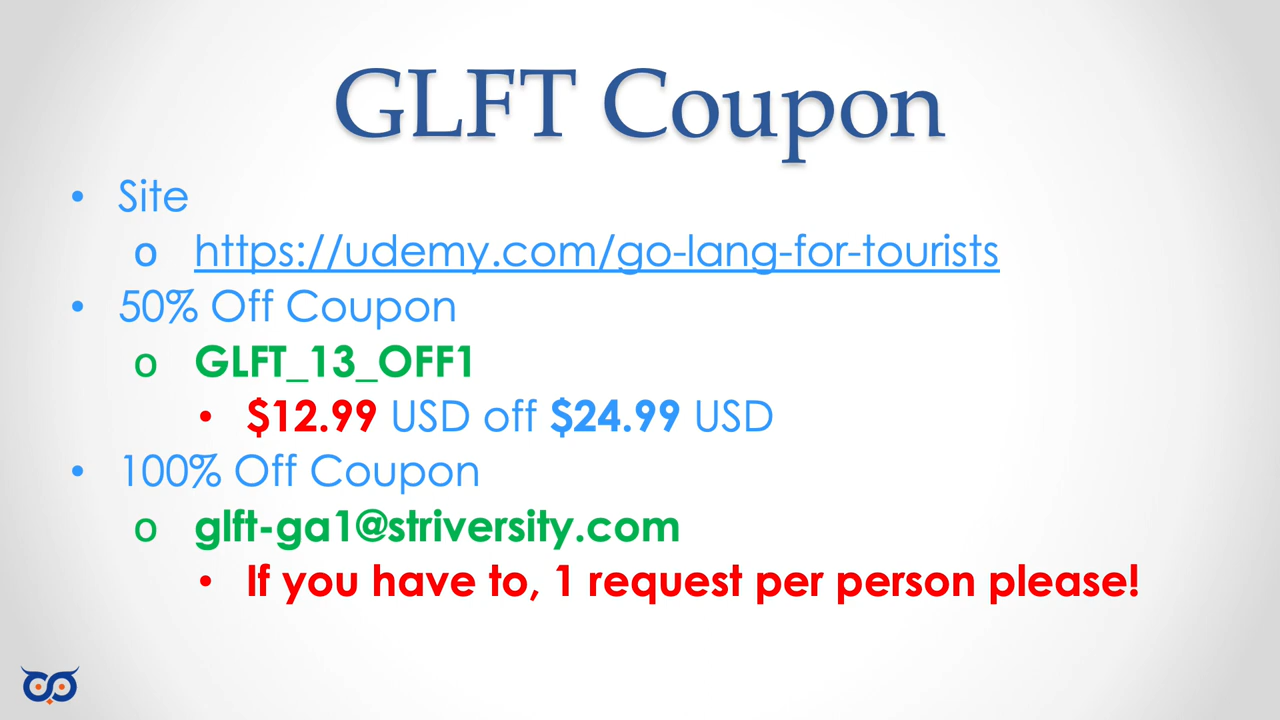 GLFT Coupon
• Site
o https://udemy.com/go-lang-for-tourists
• 50% Off Coupon
o GLFT_13_OFF1
• $12.99 USD off $24.99 USD
• 100% Off Coupon
o glft-ga1@striversity.com
• If you have to, 1 request per person please!